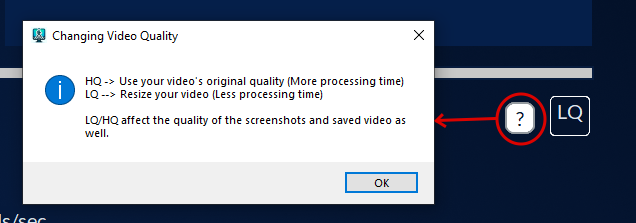 Changing Video Quality
HQ -> Use your video's original quality (More processing time)
LQ --> Resize your video (Less processing time)
LQ/HQ affect the quality of the screenshots and saved video as
well.
OK
?
LQ
ls/sec